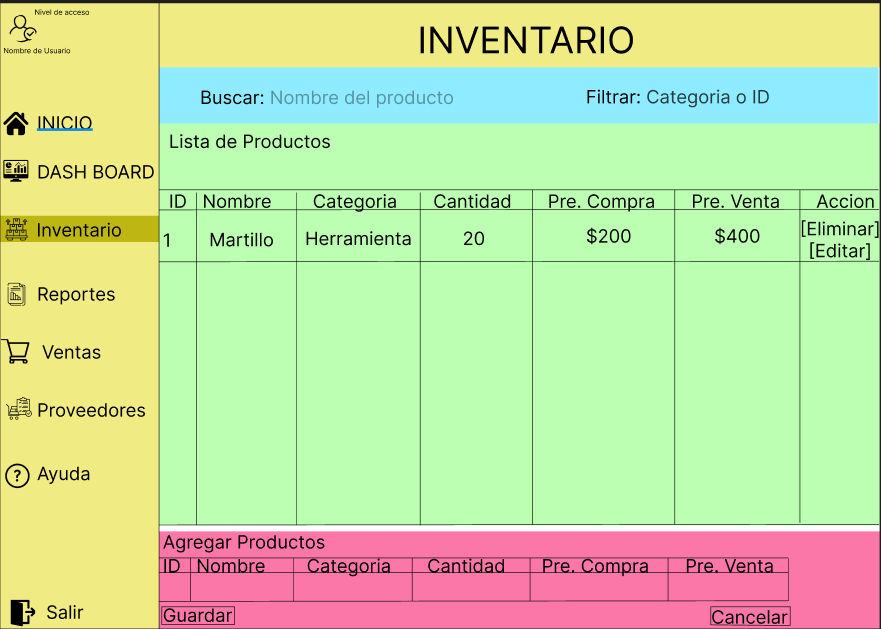 Nivel de acceso
Nombre de Usuario
INICIO
DASH BOARD
Inventario
Reportes
Ventas
Proveedores
Ayuda
Salir
INVENTARIO
Buscar: Nombre del producto Filtrar: Categoria o ID
Lista de Productos
ID Nombre Categoria Cantidad Pre. Compra Pre. Venta Accion
1 Martillo Herramienta 20 $200 $400 [Eliminar]
[Editar]
Agregar Productos
ID Nombre Categoria Cantidad Pre. Compra Pre. Venta
Guardar Cancelar